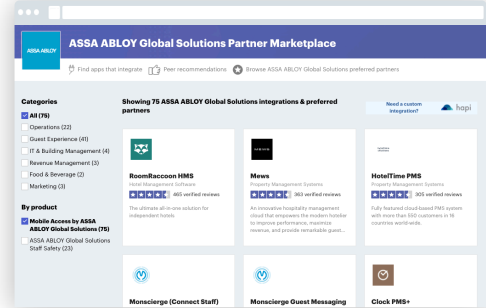 ASSA ABLOY
ASSA ABLOY Global Solutions Partner Marketplace
Find apps that integrate Peer recommendations Browse ASSA ABLOY Global Solutions preferred partners
Categories
All (75)
Operations (22)
Guest Experience (41)
IT & Building Management (4)
Revenue Management (3)
Food & Beverage (2)
Marketing (3)
By product
Mobile Access by ASSA
ABLOY Global Solutions (75)
ASSA ABLOY Global Solutions
Staff Safety (23)
Showing 75 ASSA ABLOY Global Solutions integrations & preferred
partners
Need a custom
integration?
hapi
RoomRaccoon HMS
Hotel Management Software
465 verified reviews
The ultimate all-in-one solution for
independent hotels
Mews
Property Management Systems
363 verified reviews
An innovative hospitality management
cloud that empowers the modern hotelier
to improve performance, maximize
revenue, and provide remarkable guest...
HotelTime PMS
Property Management Systems
305 verified reviews
Fully featured cloud-based PMS system
with more than 550 customers in 16
countries world-wide.
Monscierge (Connect Staff)
Monscierge Guest Messaging
Clock PMS+